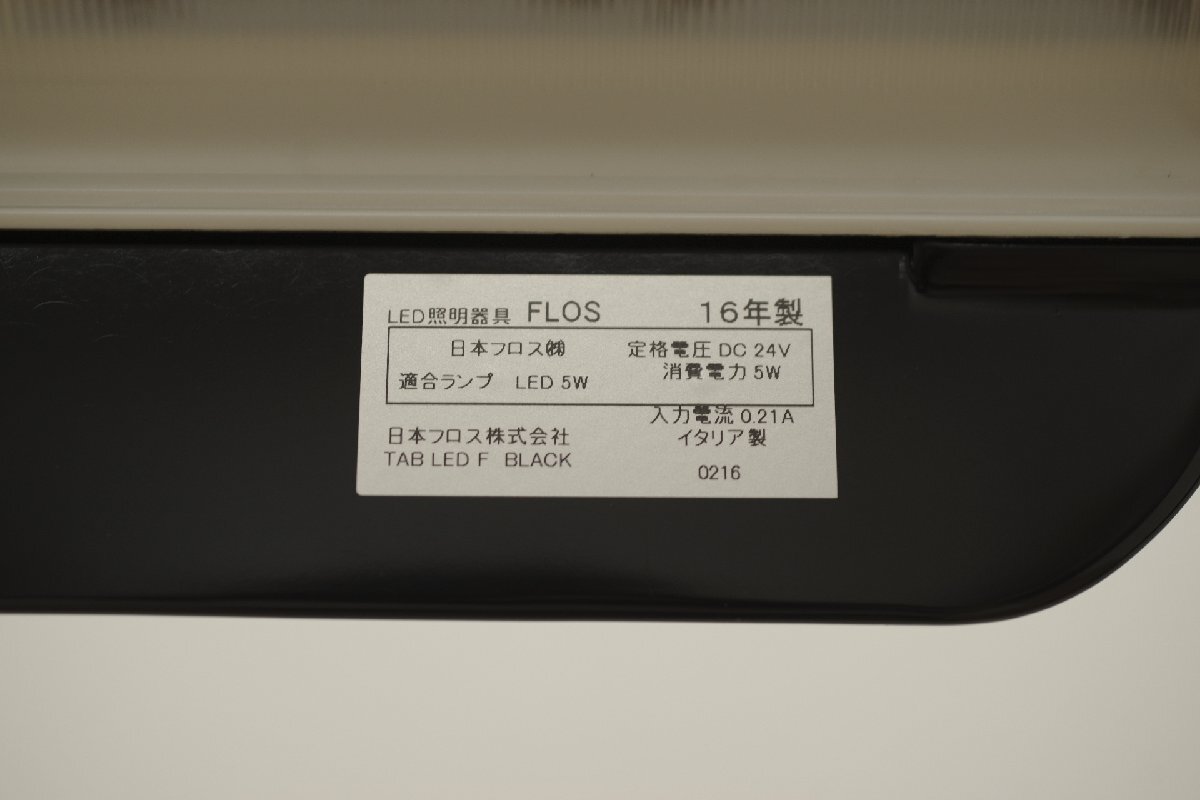 LED照明器具 FLOS 16年製
日本フロス㈱ 定格電圧 DC 24V
適合ランプ LED 5W 消費電力 5W
入力電流 0.21A
日本フロス株式会社 イタリア製
TAB LED F BLACK 0216